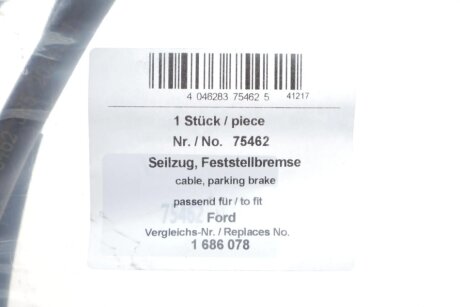 4 046283 75462 5 41217
1 Stück / piece
Nr. / No. 75462
Seilzug, Feststellbremse
cable, parking brake
passend für / to fit
75462
Ford
Vergleichs-Nr. / Replaces No.
1 686 078